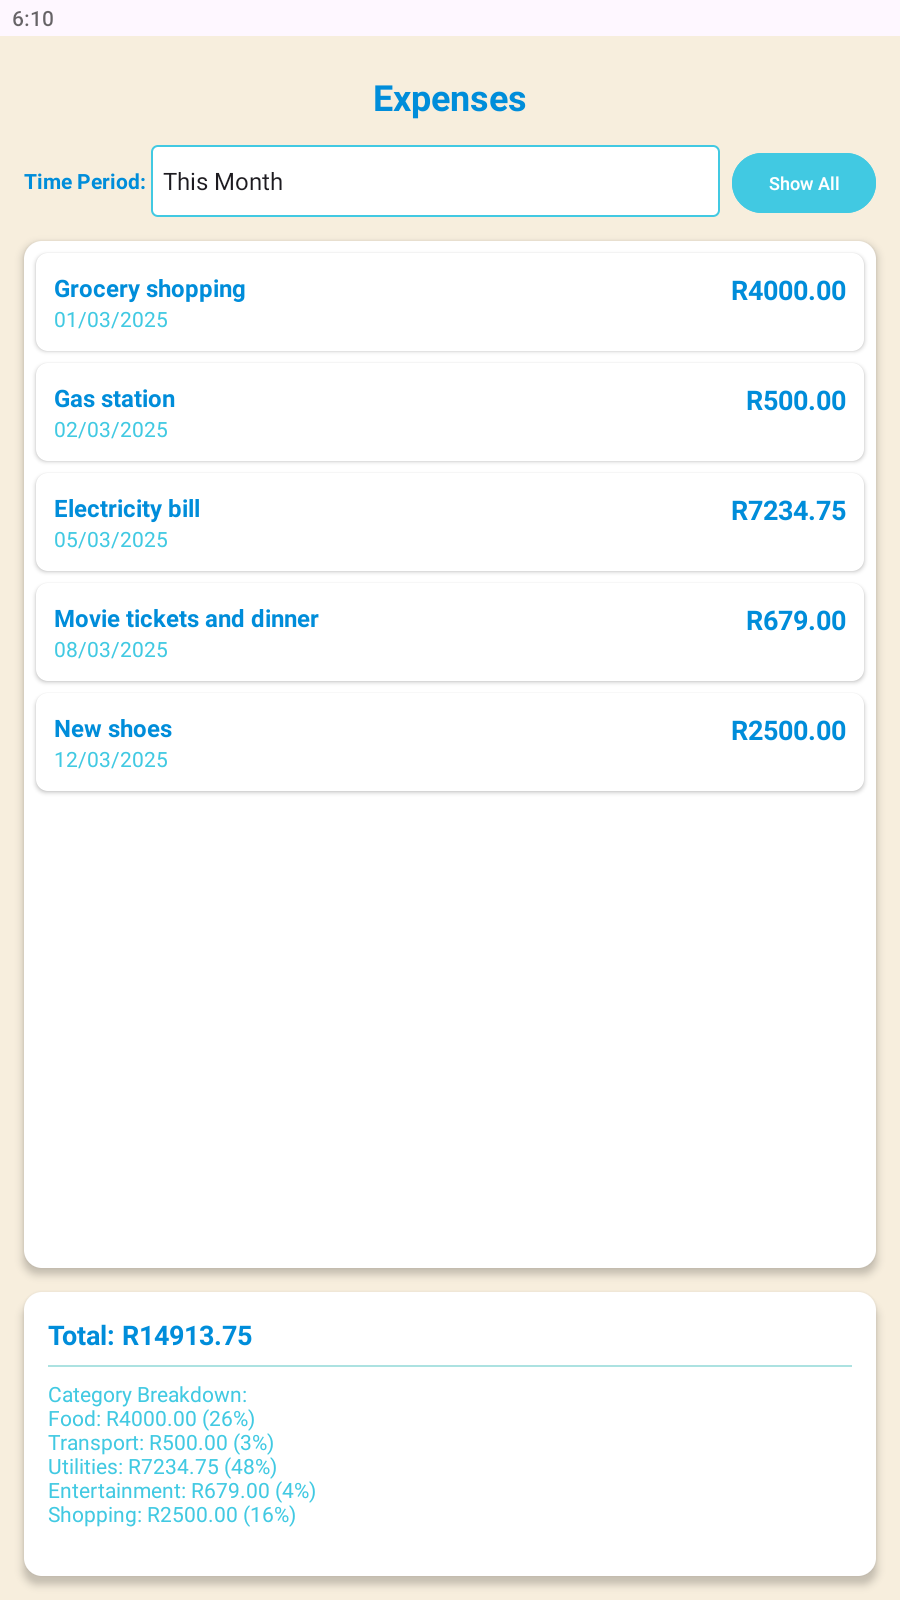 6:10
Expenses
Time Period: This Month Show All
Grocery shopping R4000.00
01/03/2025
Gas station R500.00
02/03/2025
Electricity bill R7234.75
05/03/2025
Movie tickets and dinner R679.00
08/03/2025
New shoes R2500.00
12/03/2025
Total: R14913.75
Category Breakdown:
Food: R4000.00 (26%)
Transport: R500.00 (3%)
Utilities: R7234.75 (48%)
Entertainment: R679.00 (4%)
Shopping: R2500.00 (16%)